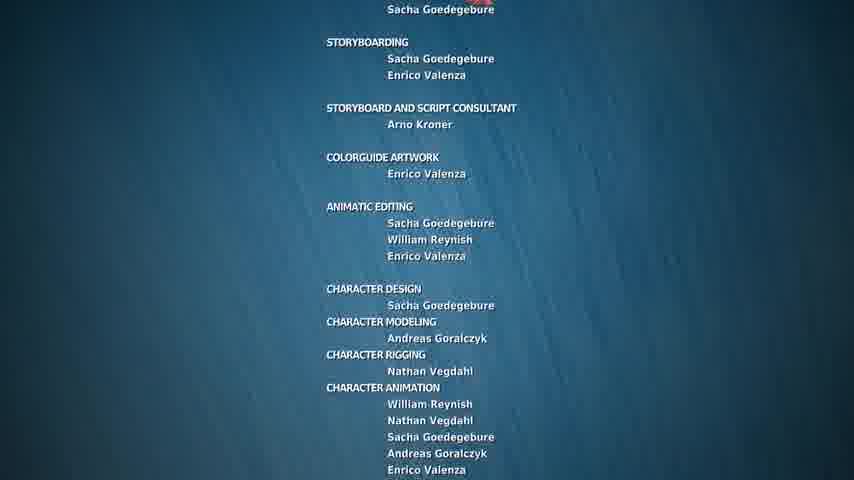 Sacha Goedegebure
STORYBOARDING
Sacha Goedegebure
Enrico Valenza
STORYBOARD AND SCRIPT CONSULTANT
Arno Kroner
COLORGUIDE ARTWORK
Enrico Valenza
ANIMATIC EDITING
Sacha Goedegebure
William Reynish
Enrico Valenza
CHARACTER DESIGN
Sacha Goedegebure
CHARACTER MODELING
Andreas Goralczyk
CHARACTER RIGGING
Nathan Vegdahl
CHARACTER ANIMATION
William Reynish
Nathan Vegdahl
Sacha Goedegebure
Andreas Goralczyk
Enrico Valenza